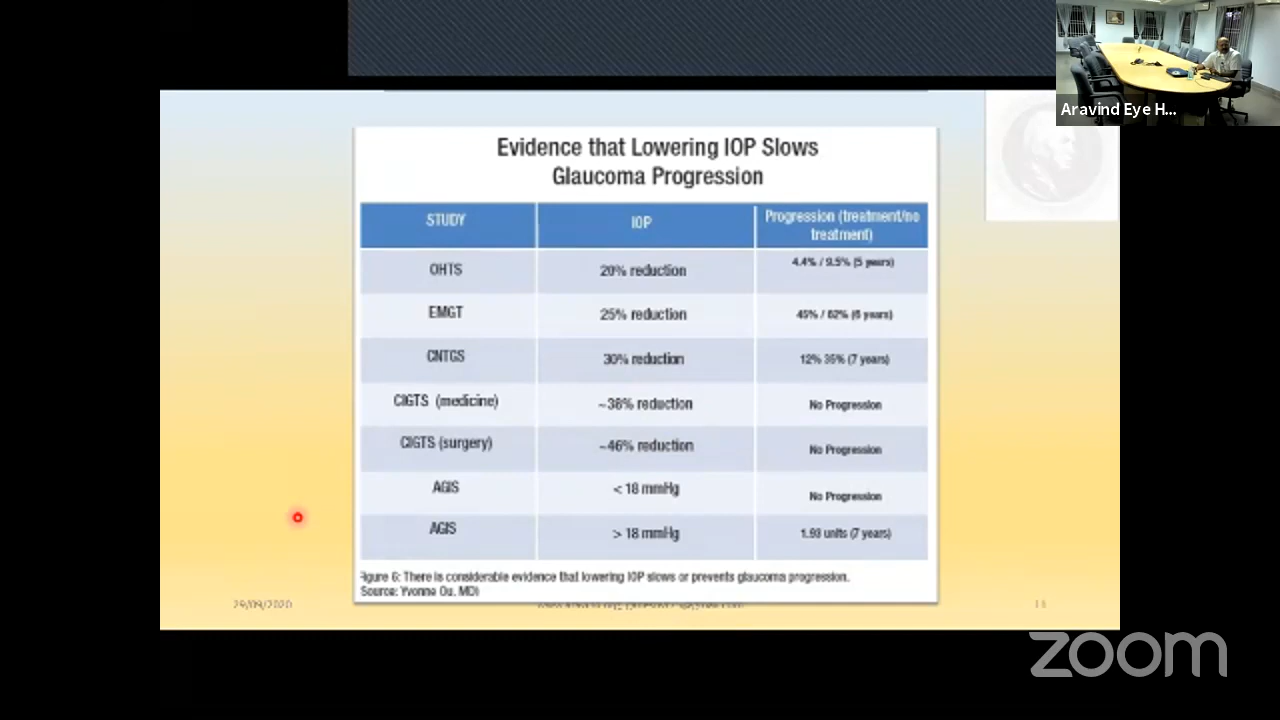 Aravind Eye H...
Evidence that Lowering IOP Slows
Glaucoma Progression
STUDY IOP Progression (treatment/no
treatment)
OHTS 20% reduction 4.4% / 9.5% (5 years)
EMGT 25% reduction 45% / 62% (6 years)
CNTGS 30% reduction 12% 35% (7 years)
CIGTS (medicine) ~38% reduction No Progression
CIGTS (surgery) ~46% reduction No Progression
AGIS < 18 mmHg No Progression
AGIS > 18 mmHg 1.93 units (7 years)
Figure 6: There is considerable evidence that lowering IOP slows or prevents glaucoma progression.
Source: Yvonne Ou, MD)
29/09/2020
zoom